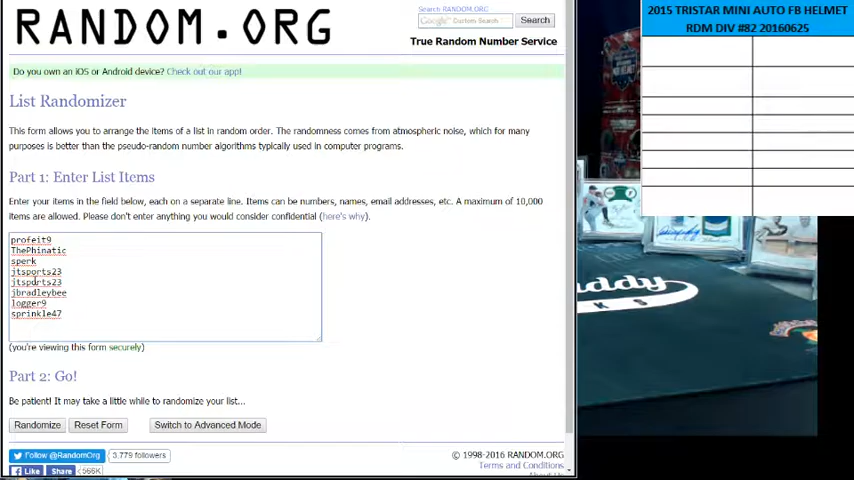 RANDOM.ORG
Search RANDOM.ORG
Google Custom Search
Search
True Random Number Service
Do you own an iOS or Android device? Check out our app!
List Randomizer
This form allows you to arrange the items of a list in random order. The randomness comes from atmospheric noise, which for many
purposes is better than the pseudo-random number algorithms typically used in computer programs.
Part 1: Enter List Items
Enter your items in the field below, each on a separate line. Items can be numbers, names, email addresses, etc. A maximum of 10,000
items are allowed. Please don't enter anything you would consider confidential (here's why).
profeit9
ThePhinatic
sperk
jtsports23
jtsports23
jbradleybee
logger9
sprinkle47
(you're viewing this form securely)
Part 2: Go!
Be patient! It may take a little while to randomize your list...
Randomize
Reset Form
Switch to Advanced Mode
Follow @RandomOrg
3,779 followers
Like
Share
566K
© 1998-2016 RANDOM.ORG
Terms and Conditions
2015 TRISTAR MINI AUTO FB HELMET
RDM DIV #82 20160625